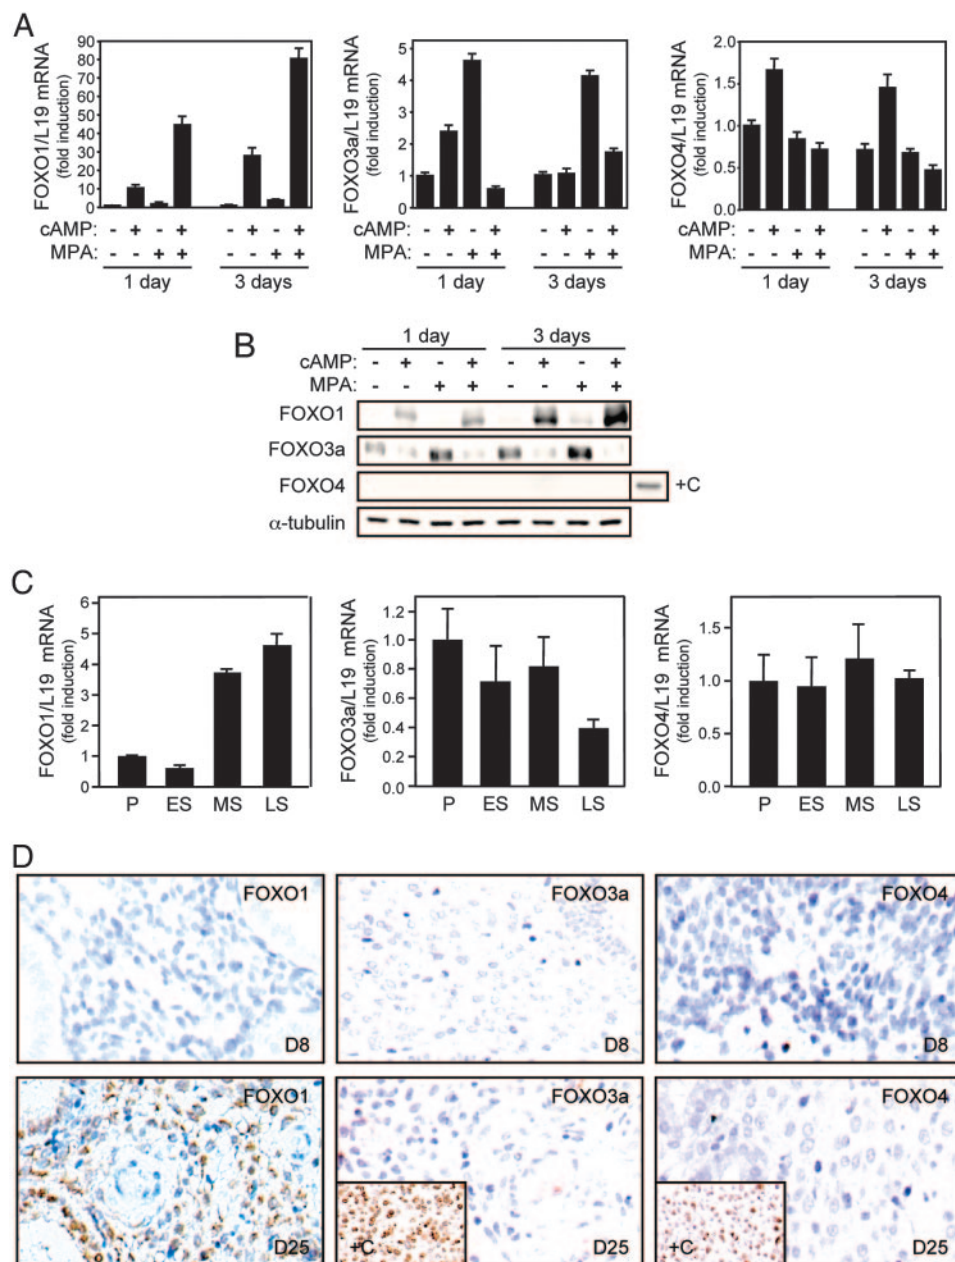 A
FOXO1/L19 mRNA
(fold induction)
90
80
70
60
50
40
30
20
10
0
cAMP: - + - + - + - +
MPA: - - + + - - + +
1 day 3 days
FOXO3a/L19 mRNA
(fold induction)
5
4
3
2
1
0
- + - + - + - +
- - + + - - + +
1 day 3 days
FOXO4/L19 mRNA
(fold induction)
2.0
1.5
1.0
0.5
0.0
cAMP: - + - + - + - +
MPA: - - + + - - + +
1 day 3 days
B
1 day 3 days
cAMP: - + - + - + - +
MPA: - - + + - - + +
FOXO1
FOXO3a
FOXO4 +C
α-tubulin
C
FOXO1/L19 mRNA
(fold induction)
6
5
4
3
2
1
0
P ES MS LS
FOXO3a/L19 mRNA
(fold induction)
1.2
1.0
0.8
0.6
0.4
0.2
0.0
P ES MS LS
FOXO4/L19 mRNA
(fold induction)
1.5
1.0
0.5
0.0
P ES MS LS
D
FOXO1
D8
FOXO3a
D8
FOXO4
D8
FOXO1
D25
FOXO3a
+C
D25
FOXO4
+C
D25